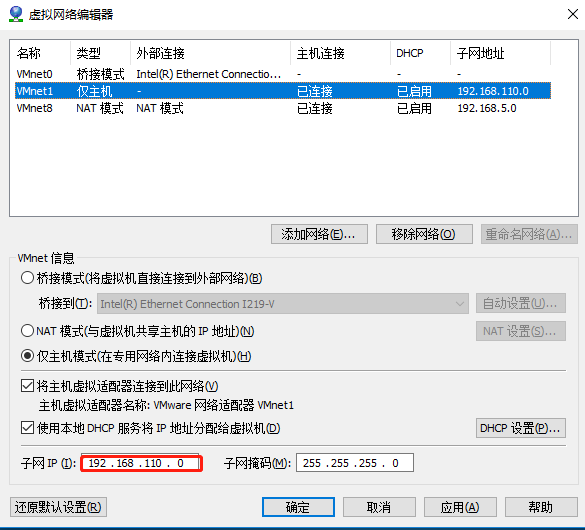 虚拟网络编辑器
名称 类型 外部连接 主机连接 DHCP 子网地址
VMnet0 桥接模式 Intel(R) Ethernet Connectio... - - -
VMnet1 仅主机... - 已连接 已启用 192.168.110.0
VMnet8 NAT 模式 NAT 模式 已连接 已启用 192.168.5.0
添加网络(E)... 移除网络(O) 重命名网络(A)...
VMnet 信息
桥接模式(将虚拟机直接连接到外部网络)(B)
桥接到(T): Intel(R) Ethernet Connection I219-V 自动设置(U)...
NAT 模式(与虚拟机共享主机的 IP 地址)(N) NAT 设置(S)...
仅主机模式(在专用网络内连接虚拟机)(H)
将主机虚拟适配器连接到此网络(V)
主机虚拟适配器名称: VMware 网络适配器 VMnet1
使用本地 DHCP 服务将 IP 地址分配给虚拟机(D) DHCP 设置(P)...
子网 IP (I): 192 . 168 . 110 . 0 子网掩码(M): 255 . 255 . 255 . 0
还原默认设置(R) 确定 取消 应用(A) 帮助